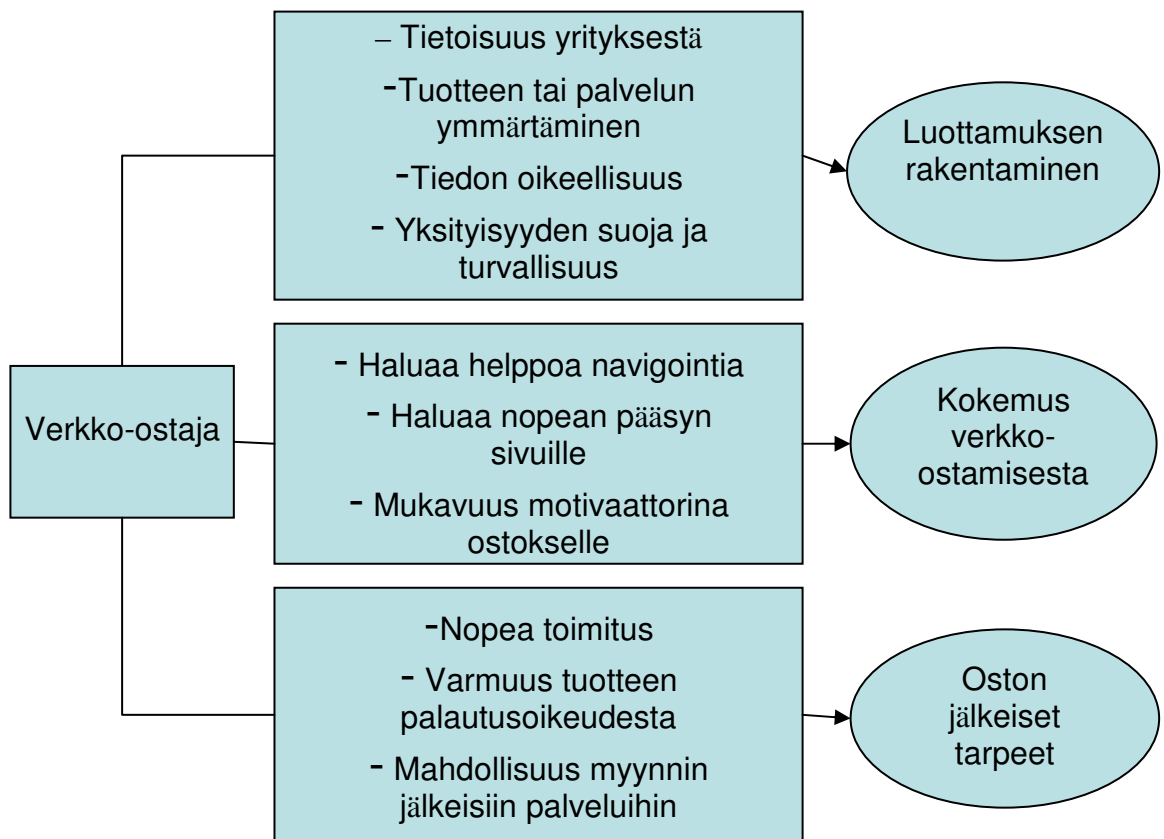 – Tietoisuus yrityksestä
-Tuotteen tai palvelun
ymmärtäminen
-Tiedon oikeellisuus
- Yksityisyyden suoja ja
turvallisuus
Luottamuksen
rakentaminen
Verkko-ostaja
- Haluaa helppoa navigointia
- Haluaa nopean pääsyn
sivuille
- Mukavuus motivaattorina
ostokselle
Kokemus
verkko-
ostamisesta
-Nopea toimitus
- Varmuus tuotteen
palautusoikeudesta
- Mahdollisuus myynnin
jälkeisiin palveluihin
Oston
jälkeiset
tarpeet